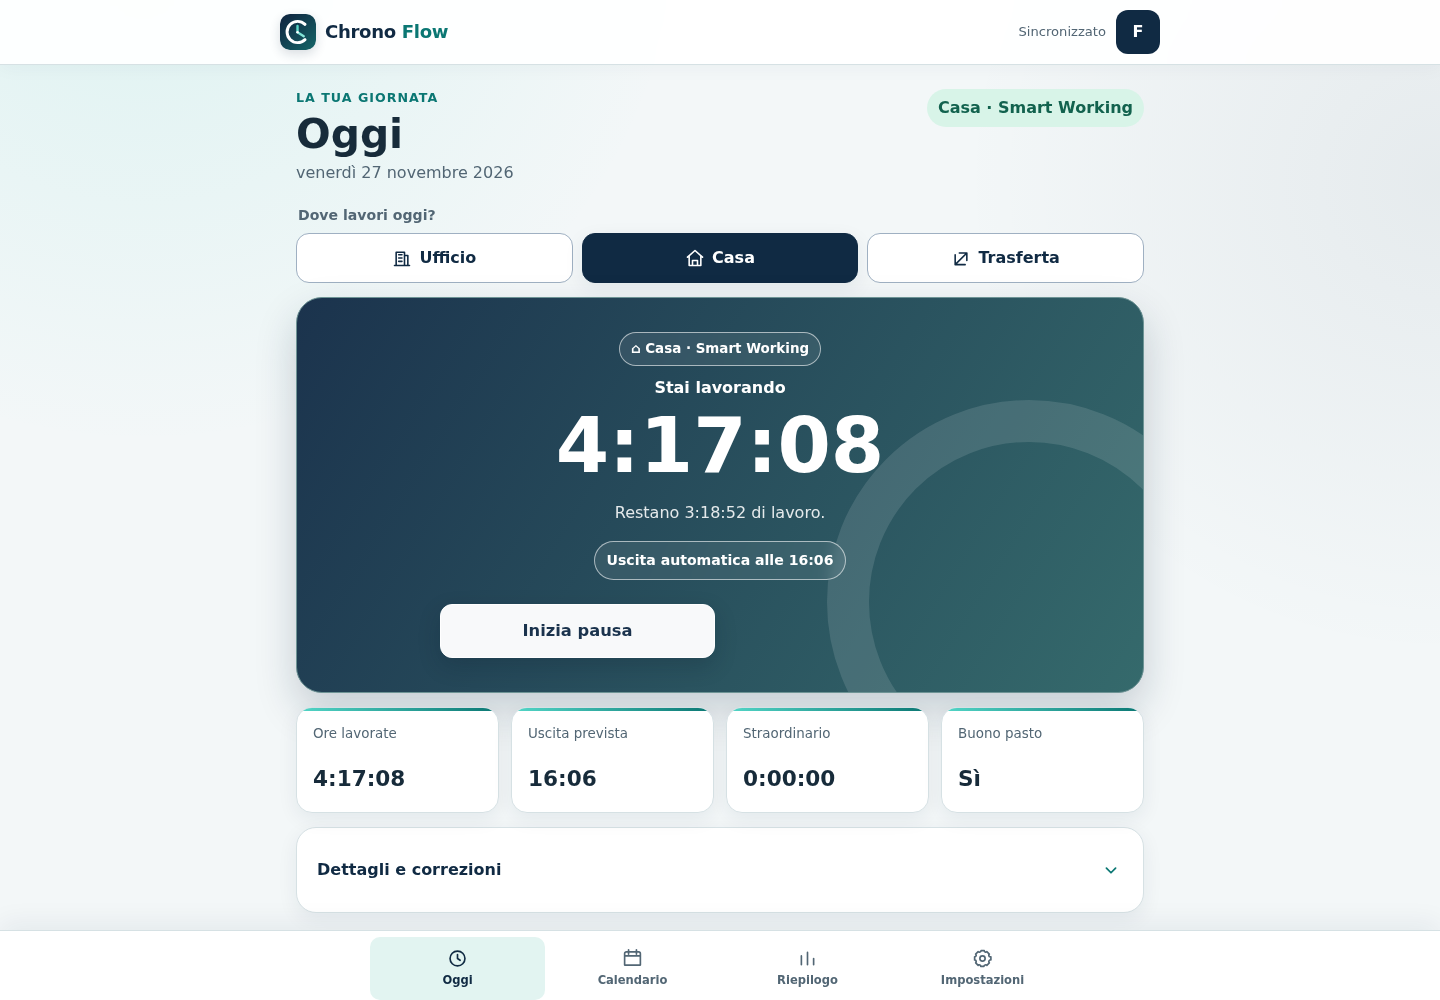 Chrono Flow
Sincronizzato
F
LA TUA GIORNATA
Oggi
venerdì 27 novembre 2026
Casa · Smart Working
Dove lavori oggi?
Ufficio
Casa
Trasferta
⌂ Casa · Smart Working
Stai lavorando
4:17:08
Restano 3:18:52 di lavoro.
Uscita automatica alle 16:06
Inizia pausa
Ore lavorate
4:17:08
Uscita prevista
16:06
Straordinario
0:00:00
Buono pasto
Sì
Dettagli e correzioni
Oggi
Calendario
Riepilogo
Impostazioni